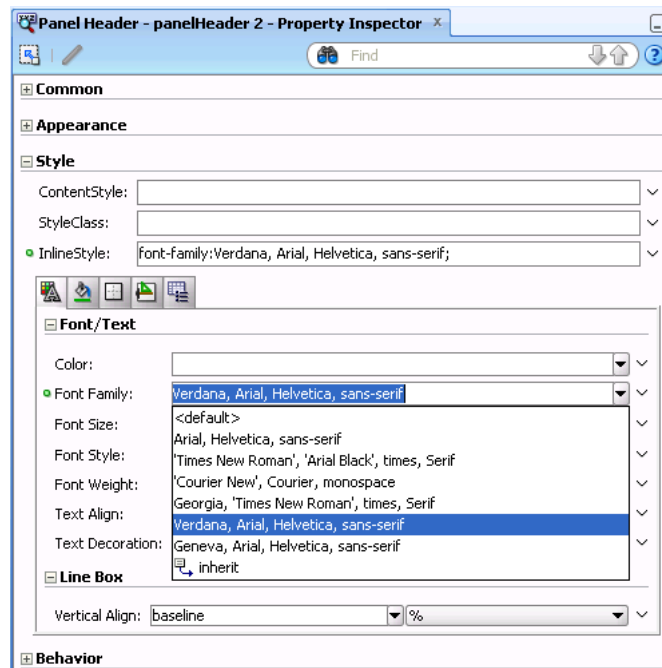 Panel Header - panelHeader 2 - Property Inspector x
Find
?
Common
Appearance
Style
ContentStyle:
StyleClass:
InlineStyle: font-family:Verdana, Arial, Helvetica, sans-serif;
Font/Text
Color:
Font Family: Verdana, Arial, Helvetica, sans-serif
<default>
Font Size:
Arial, Helvetica, sans-serif
Font Style: 'Times New Roman', 'Arial Black', times, Serif
Font Weight: 'Courier New', Courier, monospace
Georgia, 'Times New Roman', times, Serif
Text Align:
Verdana, Arial, Helvetica, sans-serif
Text Decoration: Geneva, Arial, Helvetica, sans-serif
inherit
Line Box
Vertical Align: baseline %
Behavior